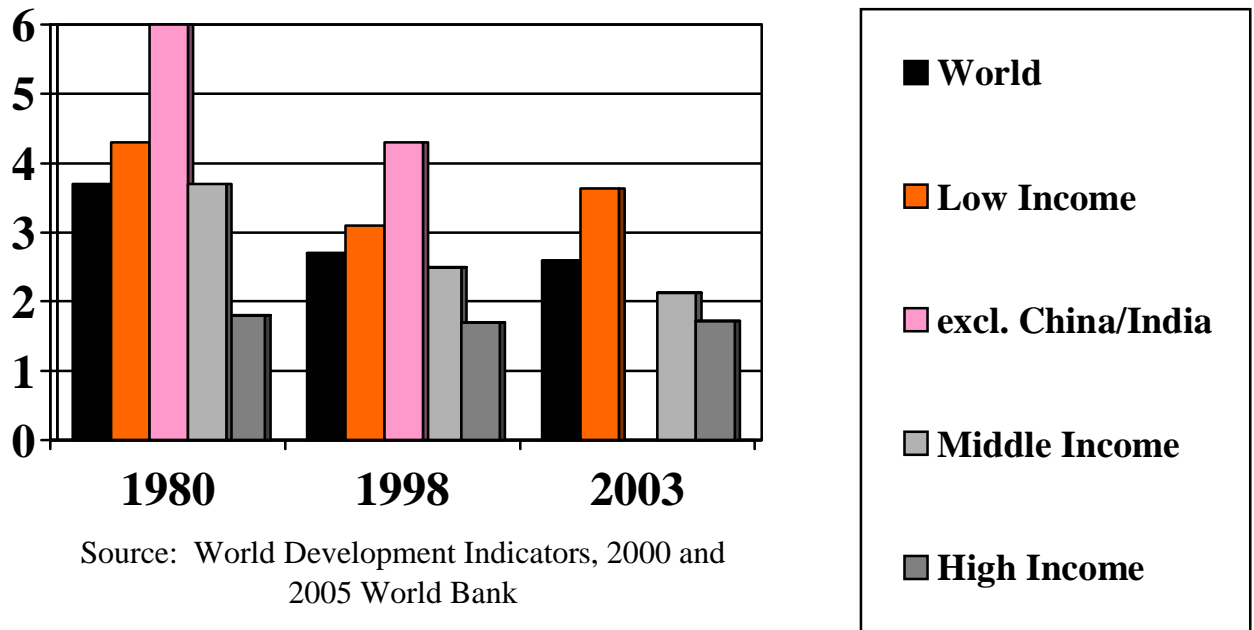 6
5
4
3
2
1
0
1980 1998 2003
Source: World Development Indicators, 2000 and
2005 World Bank
World
Low Income
excl. China/India
Middle Income
High Income